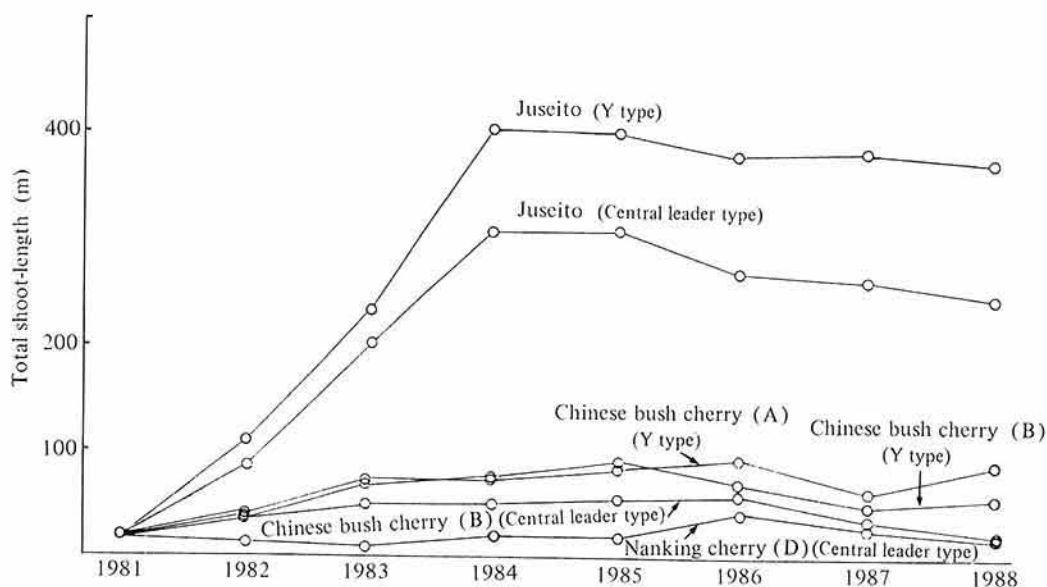 400
200
100
Total shoot-length (m)
Juseito (Y type)
Juseito (Central leader type)
Chinese bush cherry (A)
(Y type)
Chinese bush cherry (B)
(Y type)
Chinese bush cherry (B) (Central leader type)
Nanking cherry (D) (Central leader type)
1981 1982 1983 1984 1985 1986 1987 1988